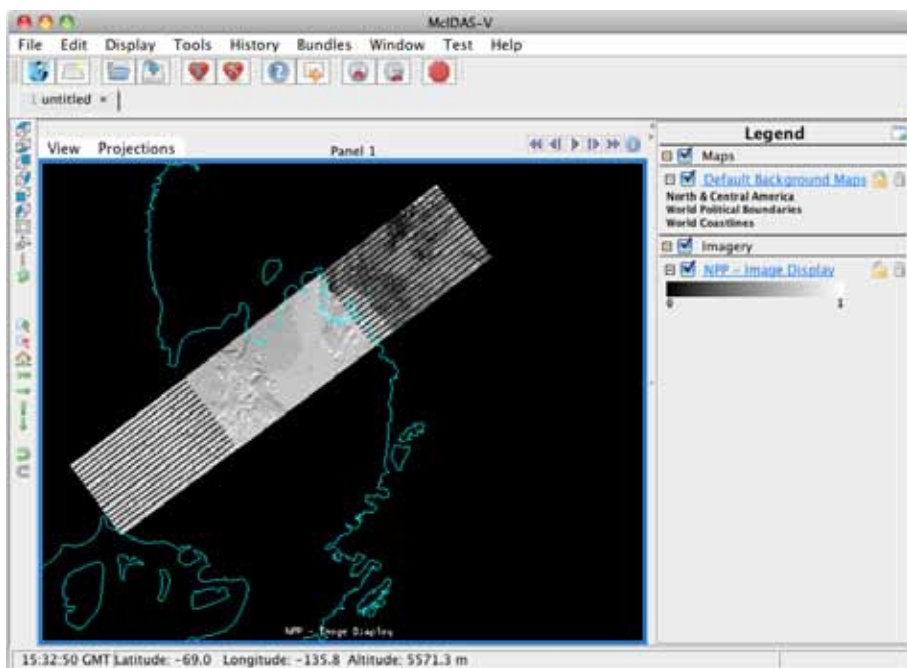 McIDAS-V
File Edit Display Tools History Bundles Window Test Help
1 untitled ×
View Projections
Panel 1
Legend
Maps
Default Background Maps
North & Central America
World Political Boundaries
World Coastlines
Imagery
NPP - Image Display
0 1
NPP - Image Display
15:32:50 GMT Latitude: -69.0 Longitude: -135.8 Altitude: 5571.3 m